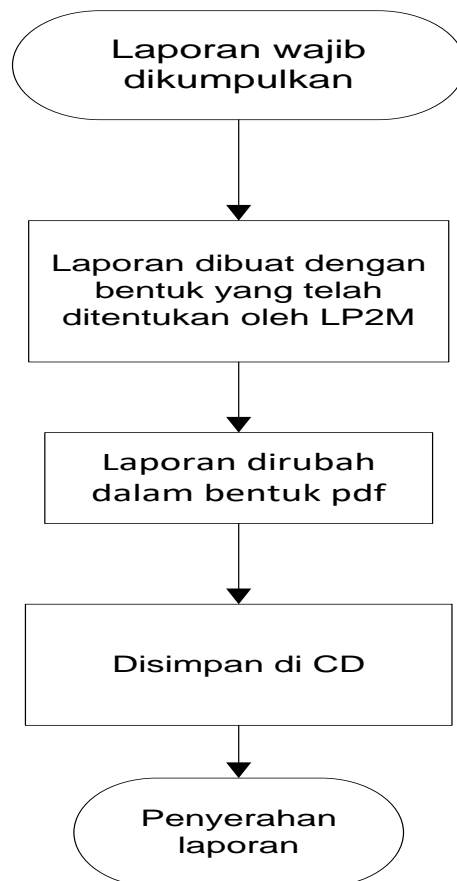 Laporan wajib
dikumpulkan
Laporan dibuat dengan
bentuk yang telah
ditentukan oleh LP2M
Laporan dirubah
dalam bentuk pdf
Disimpan di CD
Penyerahan
laporan